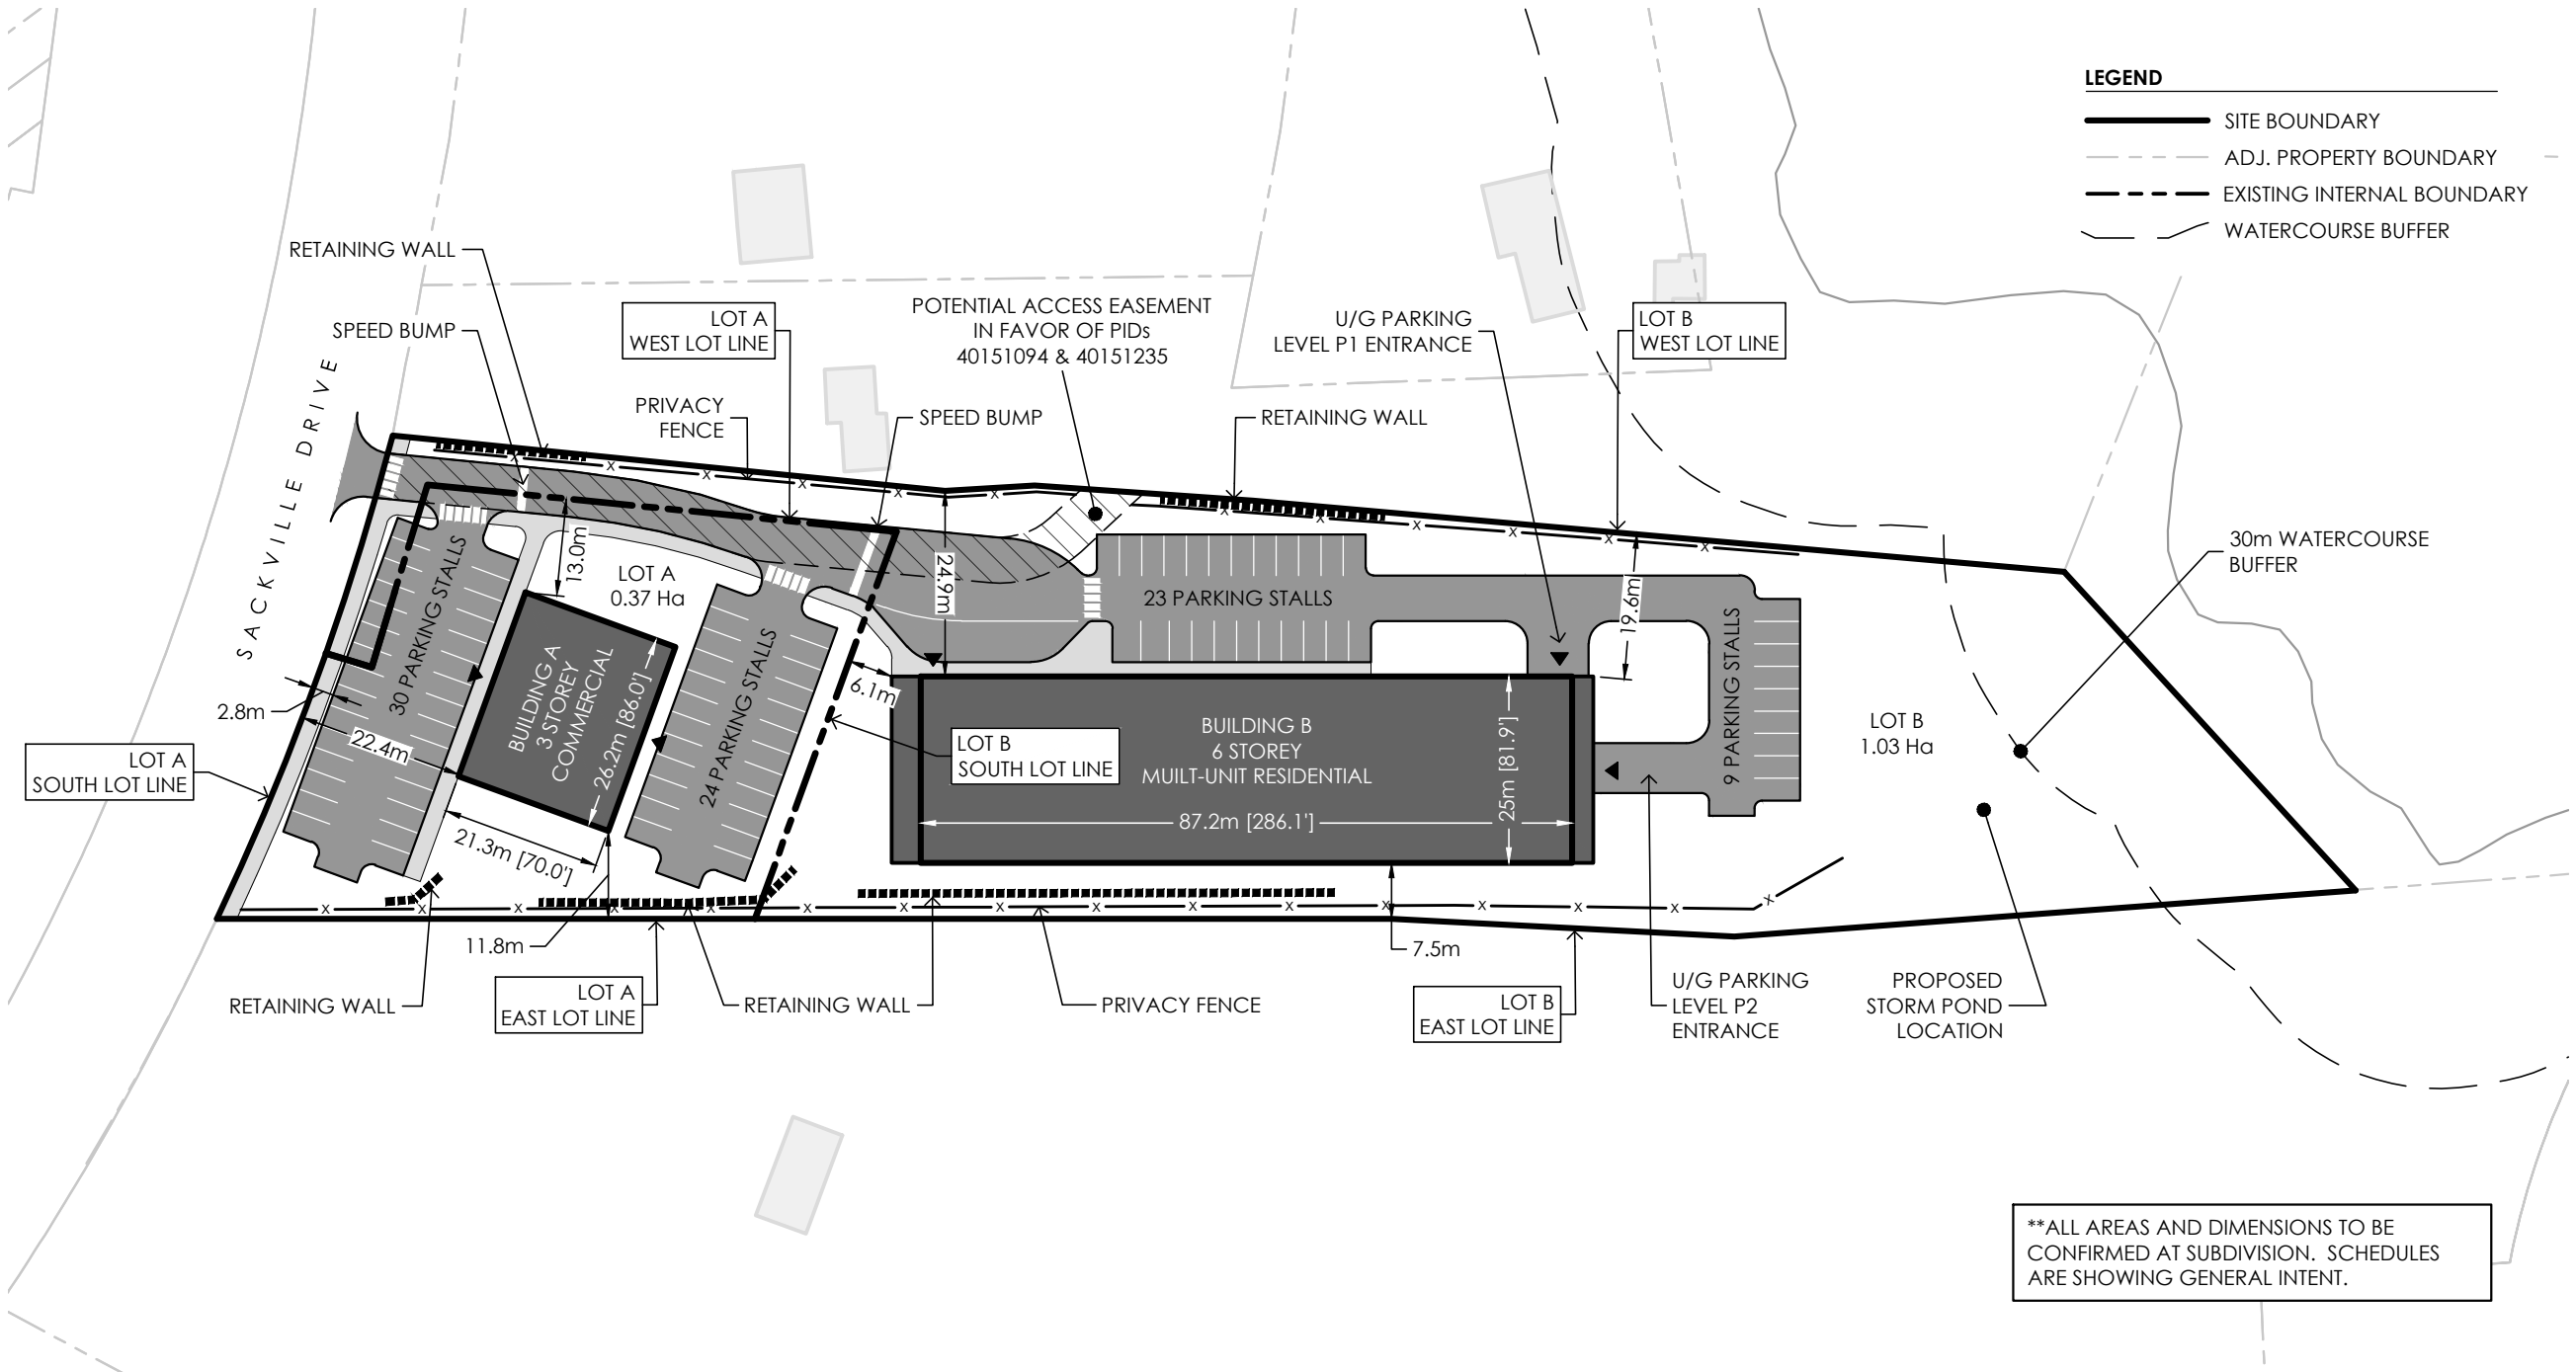 LEGEND
SITE BOUNDARY
ADJ. PROPERTY BOUNDARY
EXISTING INTERNAL BOUNDARY
WATERCOURSE BUFFER
RETAINING WALL
SPEED BUMP
LOT A
WEST LOT LINE
PRIVACY
FENCE
POTENTIAL ACCESS EASEMENT
IN FAVOR OF PIDs
40151094 & 40151235
SPEED BUMP
U/G PARKING
LEVEL P1 ENTRANCE
RETAINING WALL
LOT B
WEST LOT LINE
30m WATERCOURSE
BUFFER
SACKVILLE DRIVE
30 PARKING STALLS
13.0m
LOT A
0.37 Ha
24.9m
23 PARKING STALLS
19.6m
9 PARKING STALLS
2.8m
22.4m
BUILDING A
3 STOREY
COMMERCIAL
26.2m [86.0']
24 PARKING STALLS
6.1m
LOT B
SOUTH LOT LINE
BUILDING B
6 STOREY
MUILT-UNIT RESIDENTIAL
87.2m [286.1']
25m [81.9']
LOT B
1.03 Ha
LOT A
SOUTH LOT LINE
21.3m [70.0']
11.8m
7.5m
RETAINING WALL
LOT A
EAST LOT LINE
RETAINING WALL
PRIVACY FENCE
LOT B
EAST LOT LINE
U/G PARKING
LEVEL P2
ENTRANCE
PROPOSED
STORM POND
LOCATION
**ALL AREAS AND DIMENSIONS TO BE
CONFIRMED AT SUBDIVISION. SCHEDULES
ARE SHOWING GENERAL INTENT.